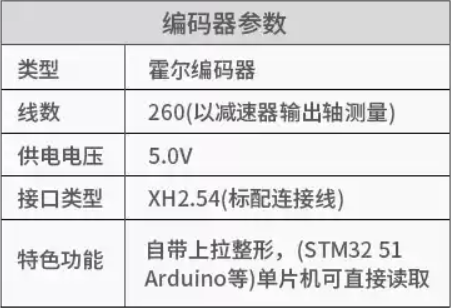 编码器参数
类型 霍尔编码器
线数 260(以减速器输出轴测量)
供电电压 5.0V
接口类型 XH2.54(标配连接线)
特色功能 自带上拉整形，(STM32 51
Arduino等)单片机可直接读取